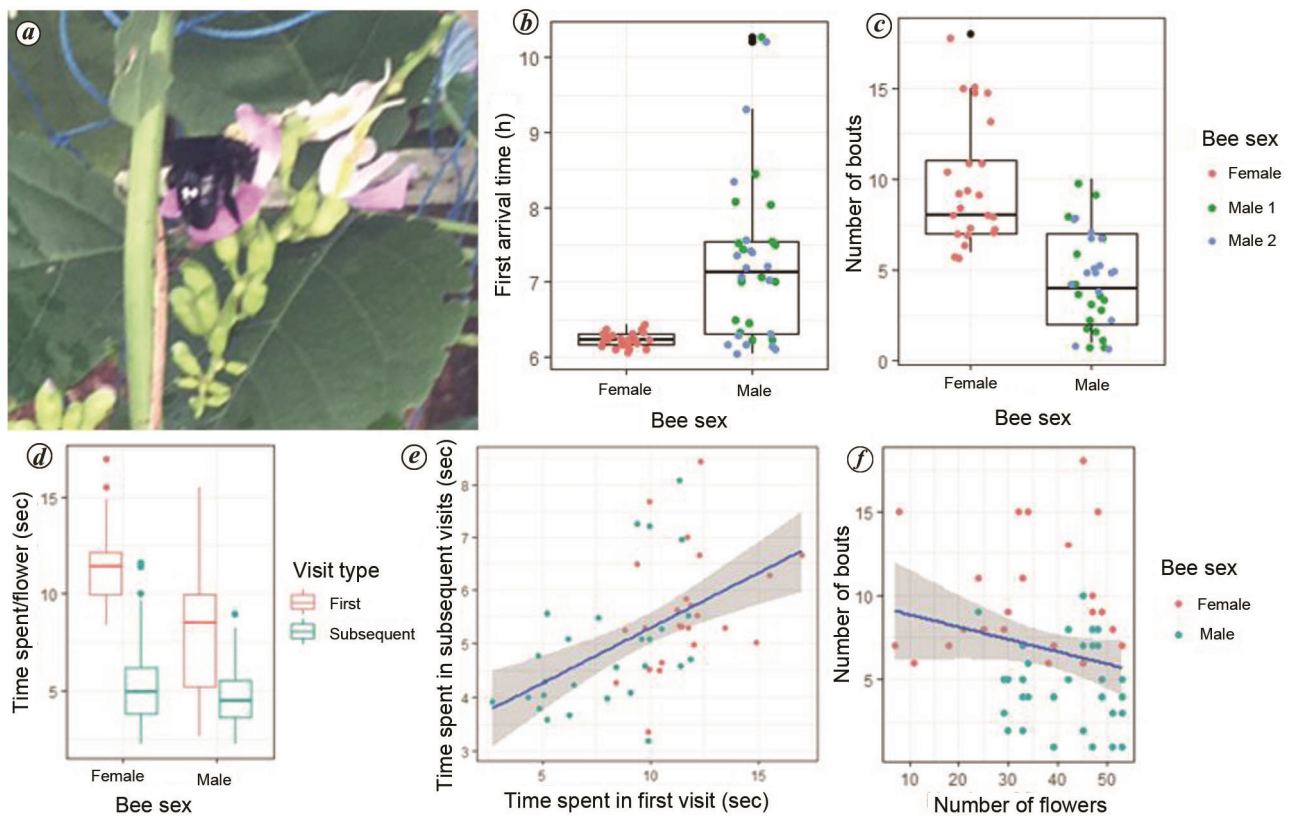 a
b
First arrival time (h)
10
9
8
7
6
Female
Male
Bee sex
c
Number of bouts
15
10
5
0
Female
Male
Bee sex
Bee sex
Female
Male 1
Male 2
d
Time spent/flower (sec)
15
10
5
Female
Male
Bee sex
Visit type
First
Subsequent
e
Time spent in subsequent visits (sec)
8
7
6
5
4
3
5
10
15
Time spent in first visit (sec)
f
Number of bouts
15
10
5
10
20
30
40
50
Number of flowers
Bee sex
Female
Male